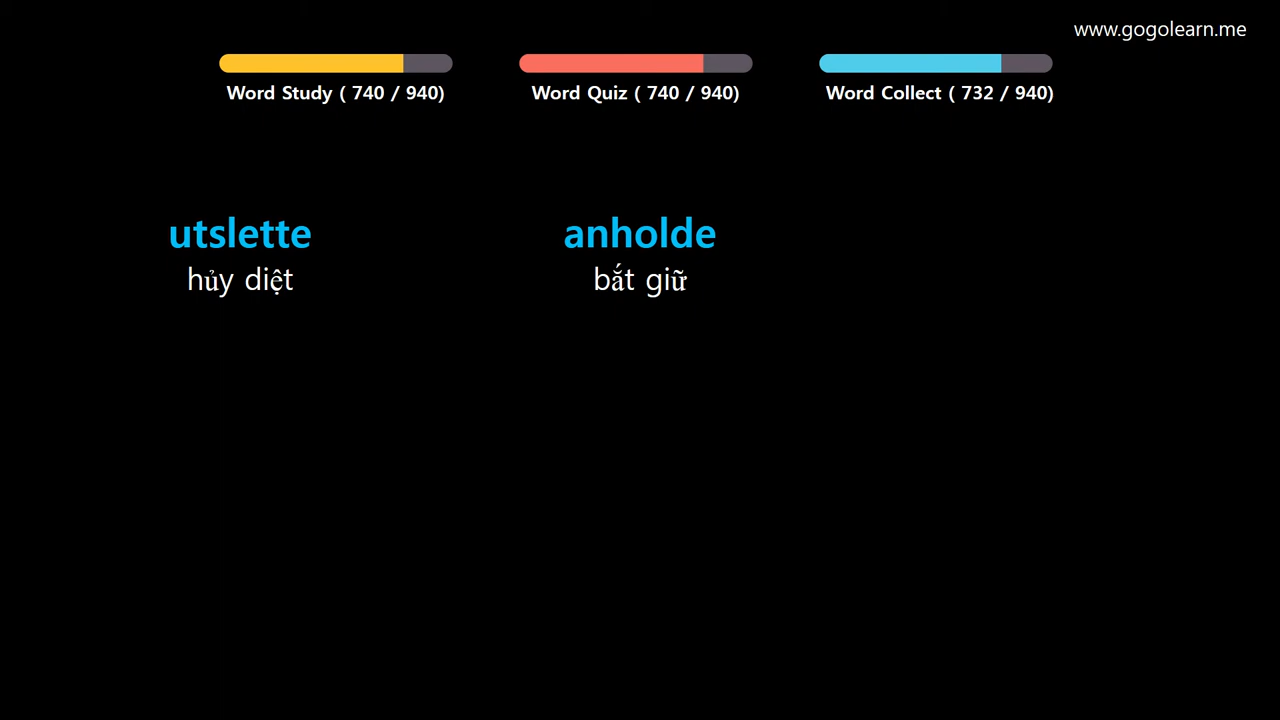 www.gogolearn.me
Word Study ( 740 / 940)
Word Quiz ( 740 / 940)
Word Collect ( 732 / 940)
utslette
hủy diệt
anholde
bắt giữ